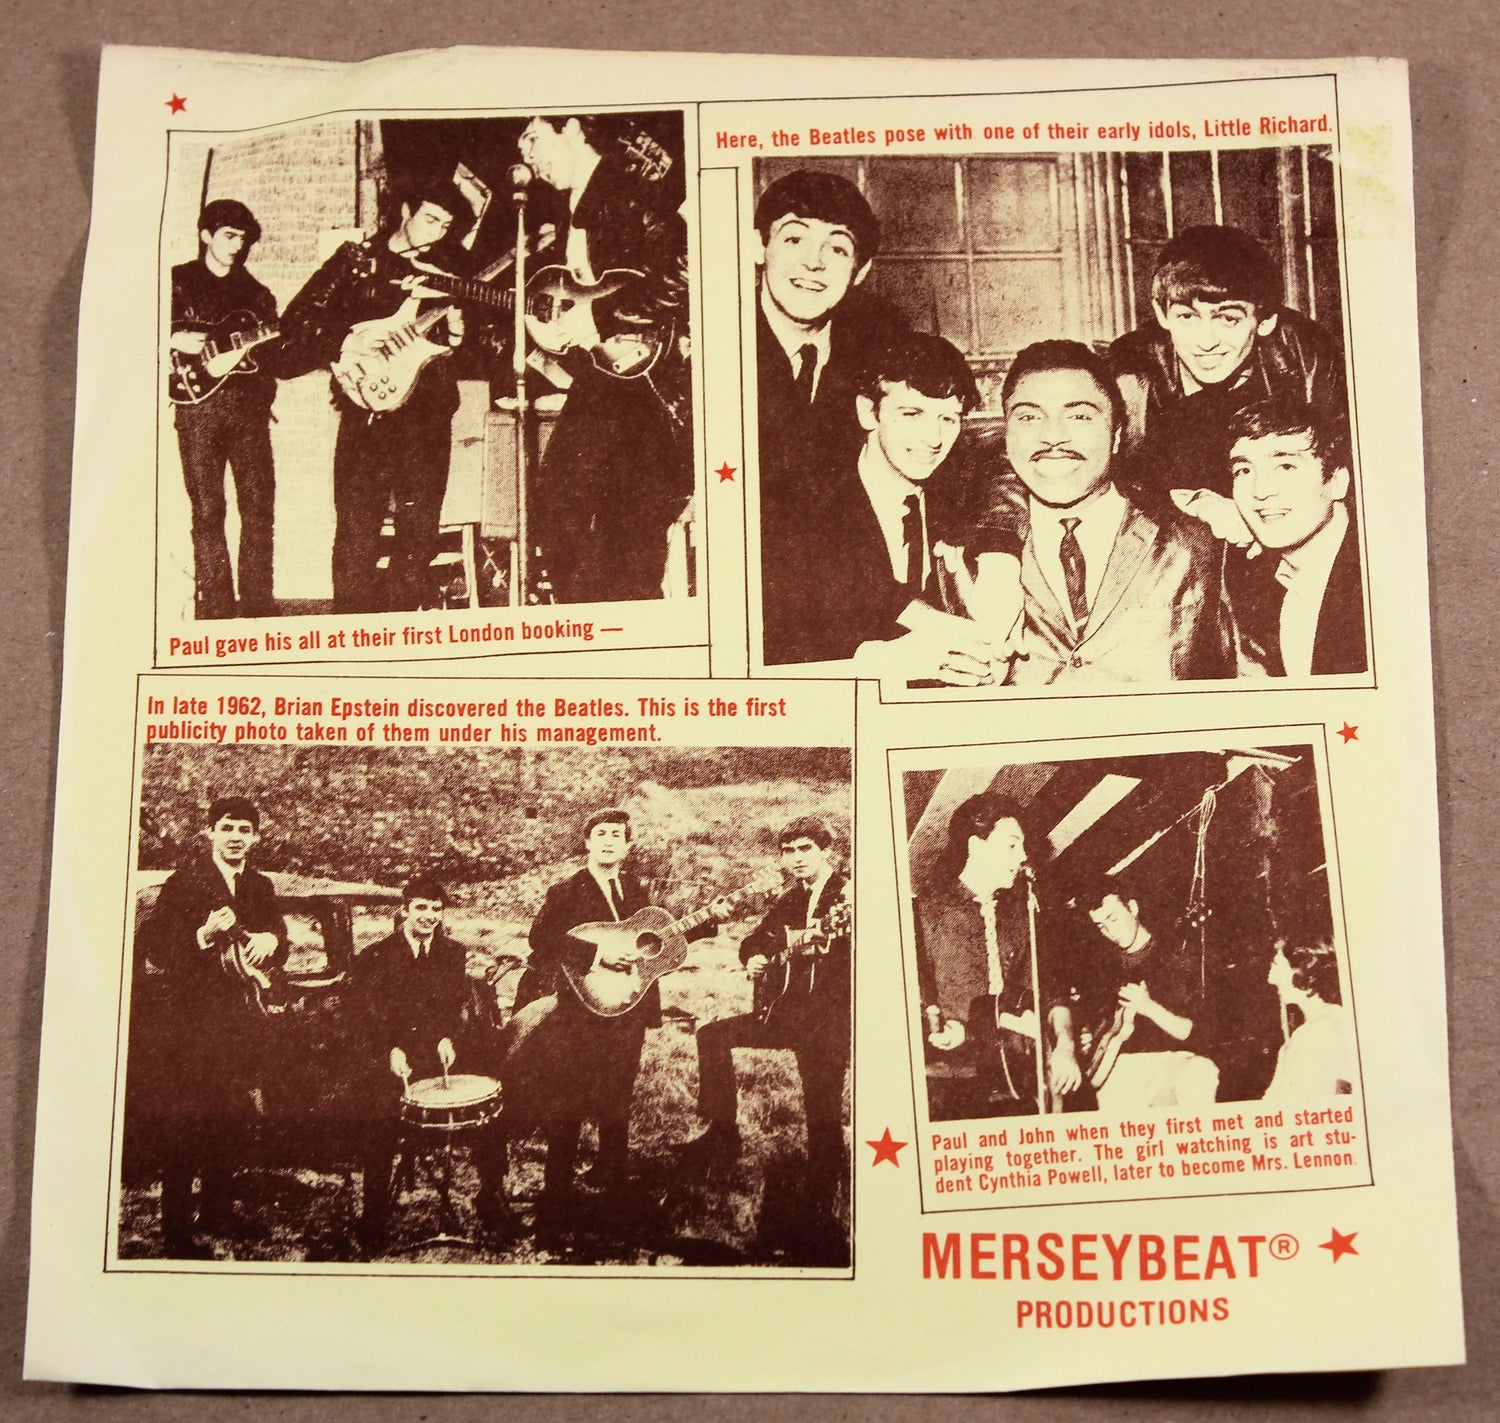 Here, the Beatles pose with one of their early idols, Little Richard.
Paul gave his all at their first London booking —
In late 1962, Brian Epstein discovered the Beatles. This is the first
publicity photo taken of them under his management.
Paul and John when they first met and started
playing together. The girl watching is art stu-
dent Cynthia Powell, later to become Mrs. Lennon.
MERSEYBEAT®
PRODUCTIONS